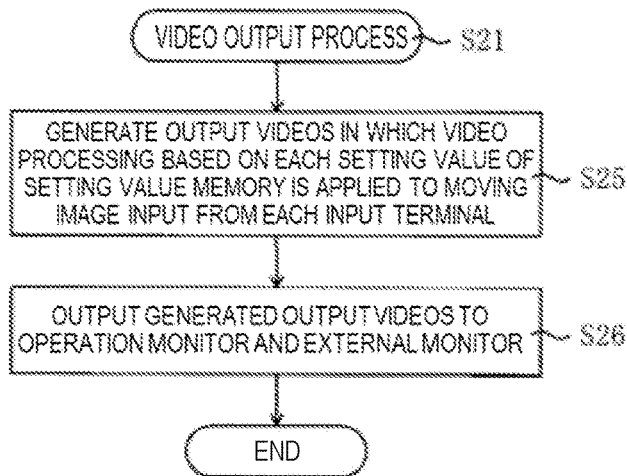 VIDEO OUTPUT PROCESS S21
GENERATE OUTPUT VIDEOS IN WHICH VIDEO
PROCESSING BASED ON EACH SETTING VALUE OF
SETTING VALUE MEMORY IS APPLIED TO MOVING
IMAGE INPUT FROM EACH INPUT TERMINAL
S25
OUTPUT GENERATED OUTPUT VIDEOS TO
OPERATION MONITOR AND EXTERNAL MONITOR
S26
END